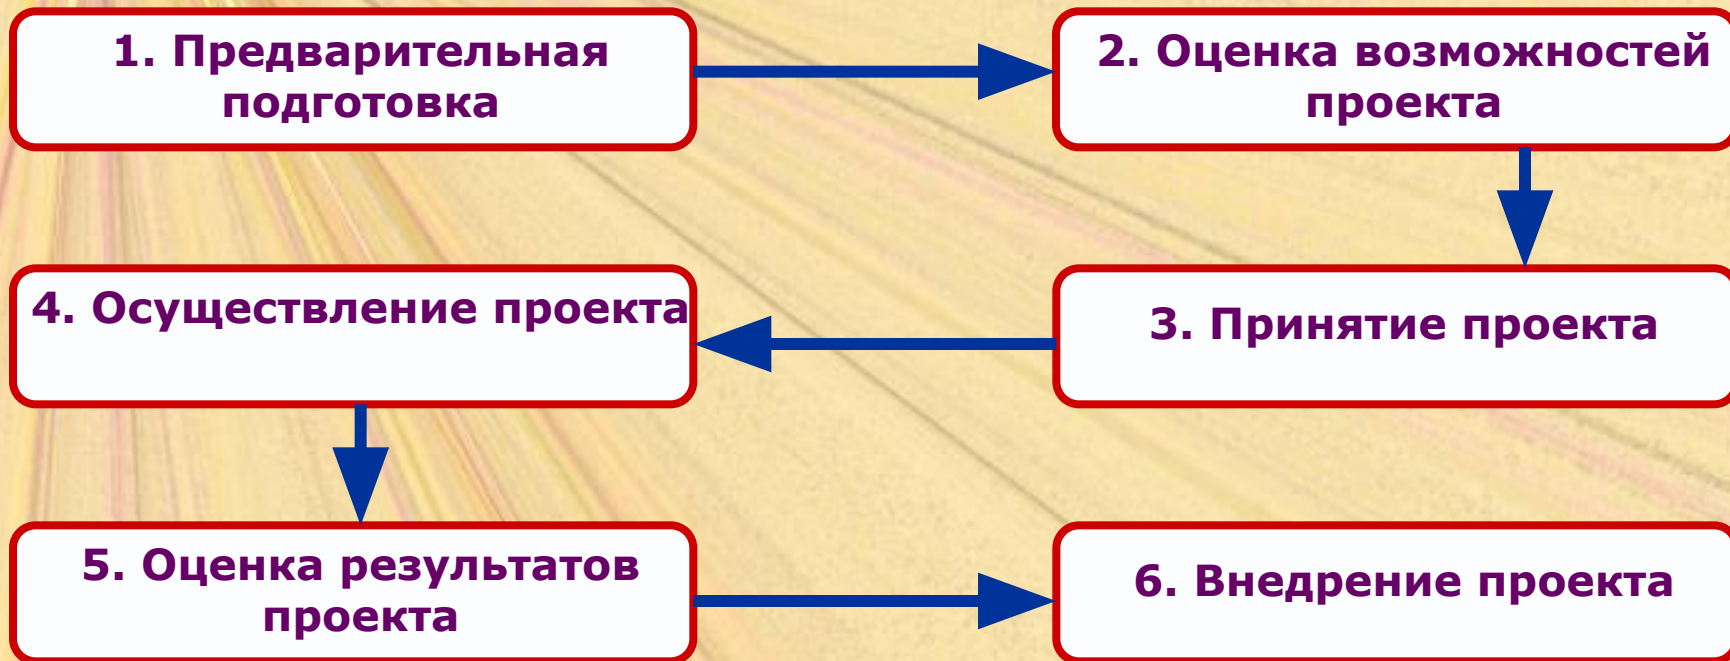 1. Предварительная
подготовка
2. Оценка возможностей
проекта
3. Принятие проекта
4. Осуществление проекта
5. Оценка результатов
проекта
6. Внедрение проекта